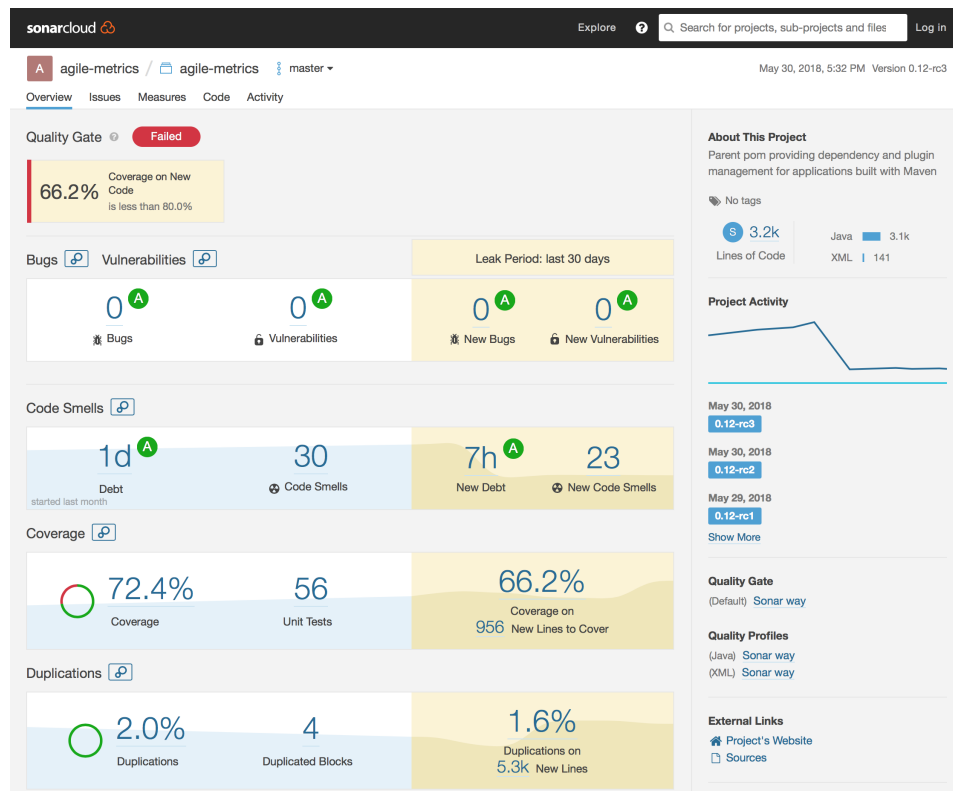 sonarcloud
Explore
Search for projects, sub-projects and files
Log in
A agile-metrics / agile-metrics master
May 30, 2018, 5:32 PM Version 0.12-rc3
Overview Issues Measures Code Activity
Quality Gate ? Failed
66.2%
Coverage on New
Code
is less than 80.0%
Bugs Vulnerabilities
Leak Period: last 30 days
0 A
Bugs
0 A
Vulnerabilities
0 A
New Bugs
0 A
New Vulnerabilities
Code Smells
1d A
Debt
started last month
30
Code Smells
7h A
New Debt
23
New Code Smells
Coverage
72.4%
Coverage
56
Unit Tests
66.2%
Coverage on
956 New Lines to Cover
Duplications
2.0%
Duplications
4
Duplicated Blocks
1.6%
Duplications on
5.3k New Lines
About This Project
Parent pom providing dependency and plugin
management for applications built with Maven
No tags
S 3.2k
Lines of Code
Java 3.1k
XML 141
Project Activity
May 30, 2018
0.12-rc3
May 30, 2018
0.12-rc2
May 29, 2018
0.12-rc1
Show More
Quality Gate
(Default) Sonar way
Quality Profiles
(Java) Sonar way
(XML) Sonar way
External Links
Project's Website
Sources